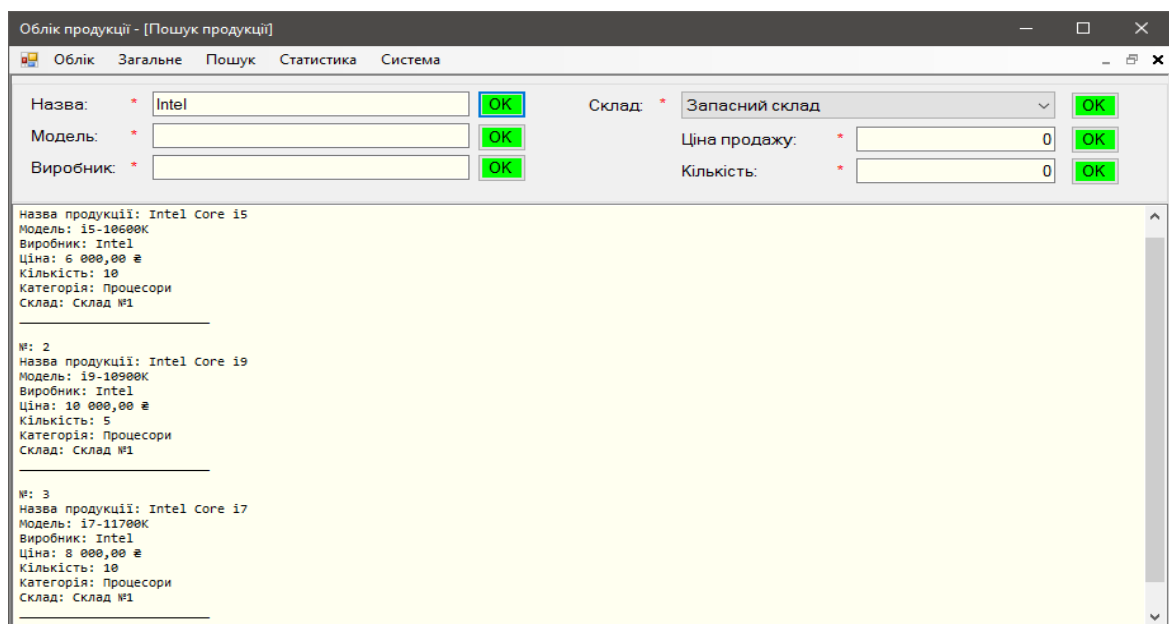 Облік продукції - [Пошук продукції]
Облік Загальне Пошук Статистика Система
Назва: * Intel OK Склад: * Запасний склад OK
Модель: * OK Ціна продажу: * 0 OK
Виробник: * OK Кількість: * 0 OK
Назва продукції: Intel Core i5
Модель: i5-10600K
Виробник: Intel
Ціна: 6 000,00 ₴
Кількість: 10
Категорія: Процесори
Склад: Склад №1
№: 2
Назва продукції: Intel Core i9
Модель: i9-10900K
Виробник: Intel
Ціна: 10 000,00 ₴
Кількість: 5
Категорія: Процесори
Склад: Склад №1
№: 3
Назва продукції: Intel Core i7
Модель: i7-11700K
Виробник: Intel
Ціна: 8 000,00 ₴
Кількість: 10
Категорія: Процесори
Склад: Склад №1